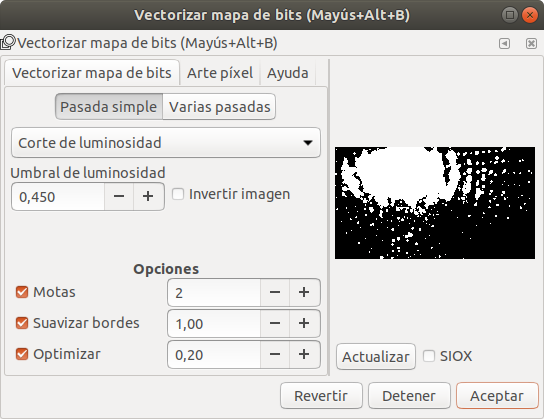 Vectorizar mapa de bits (Mayús+Alt+B)
Vectorizar mapa de bits (Mayús+Alt+B)
Vectorizar mapa de bits Arte píxel Ayuda
Pasada simple Varias pasadas
Corte de luminosidad
Umbral de luminosidad
0,450 Invertir imagen
Opciones
Motas 2
Suavizar bordes 1,00
Optimizar 0,20
Actualizar SIOX
Revertir Detener Aceptar